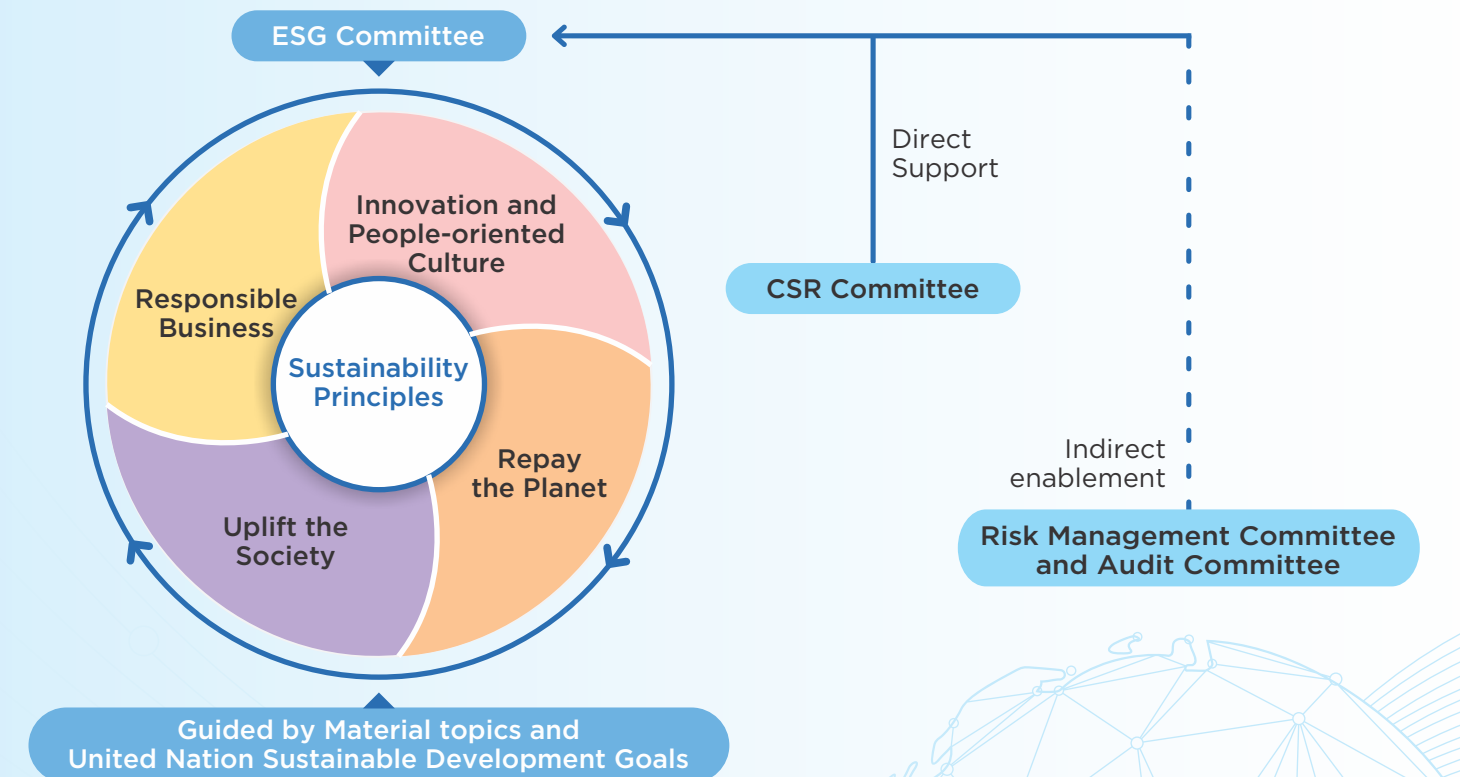 ESG Committee
Direct
Support
Innovation and
People-oriented
Culture
CSR Committee
Responsible
Business
Sustainability
Principles
Repay
the Planet
Indirect
enablement
Uplift the
Society
Risk Management Committee
and Audit Committee
Guided by Material topics and
United Nation Sustainable Development Goals